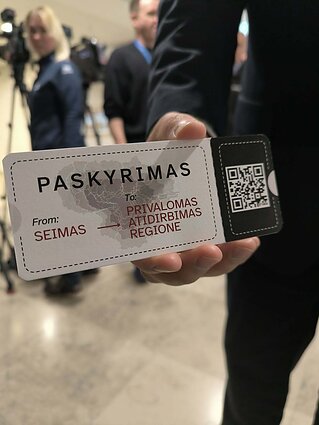 PASKYRIMAS
From:
SEIMAS
To:
PRIVALOMAS
ATIDIRBIMAS
REGIONE